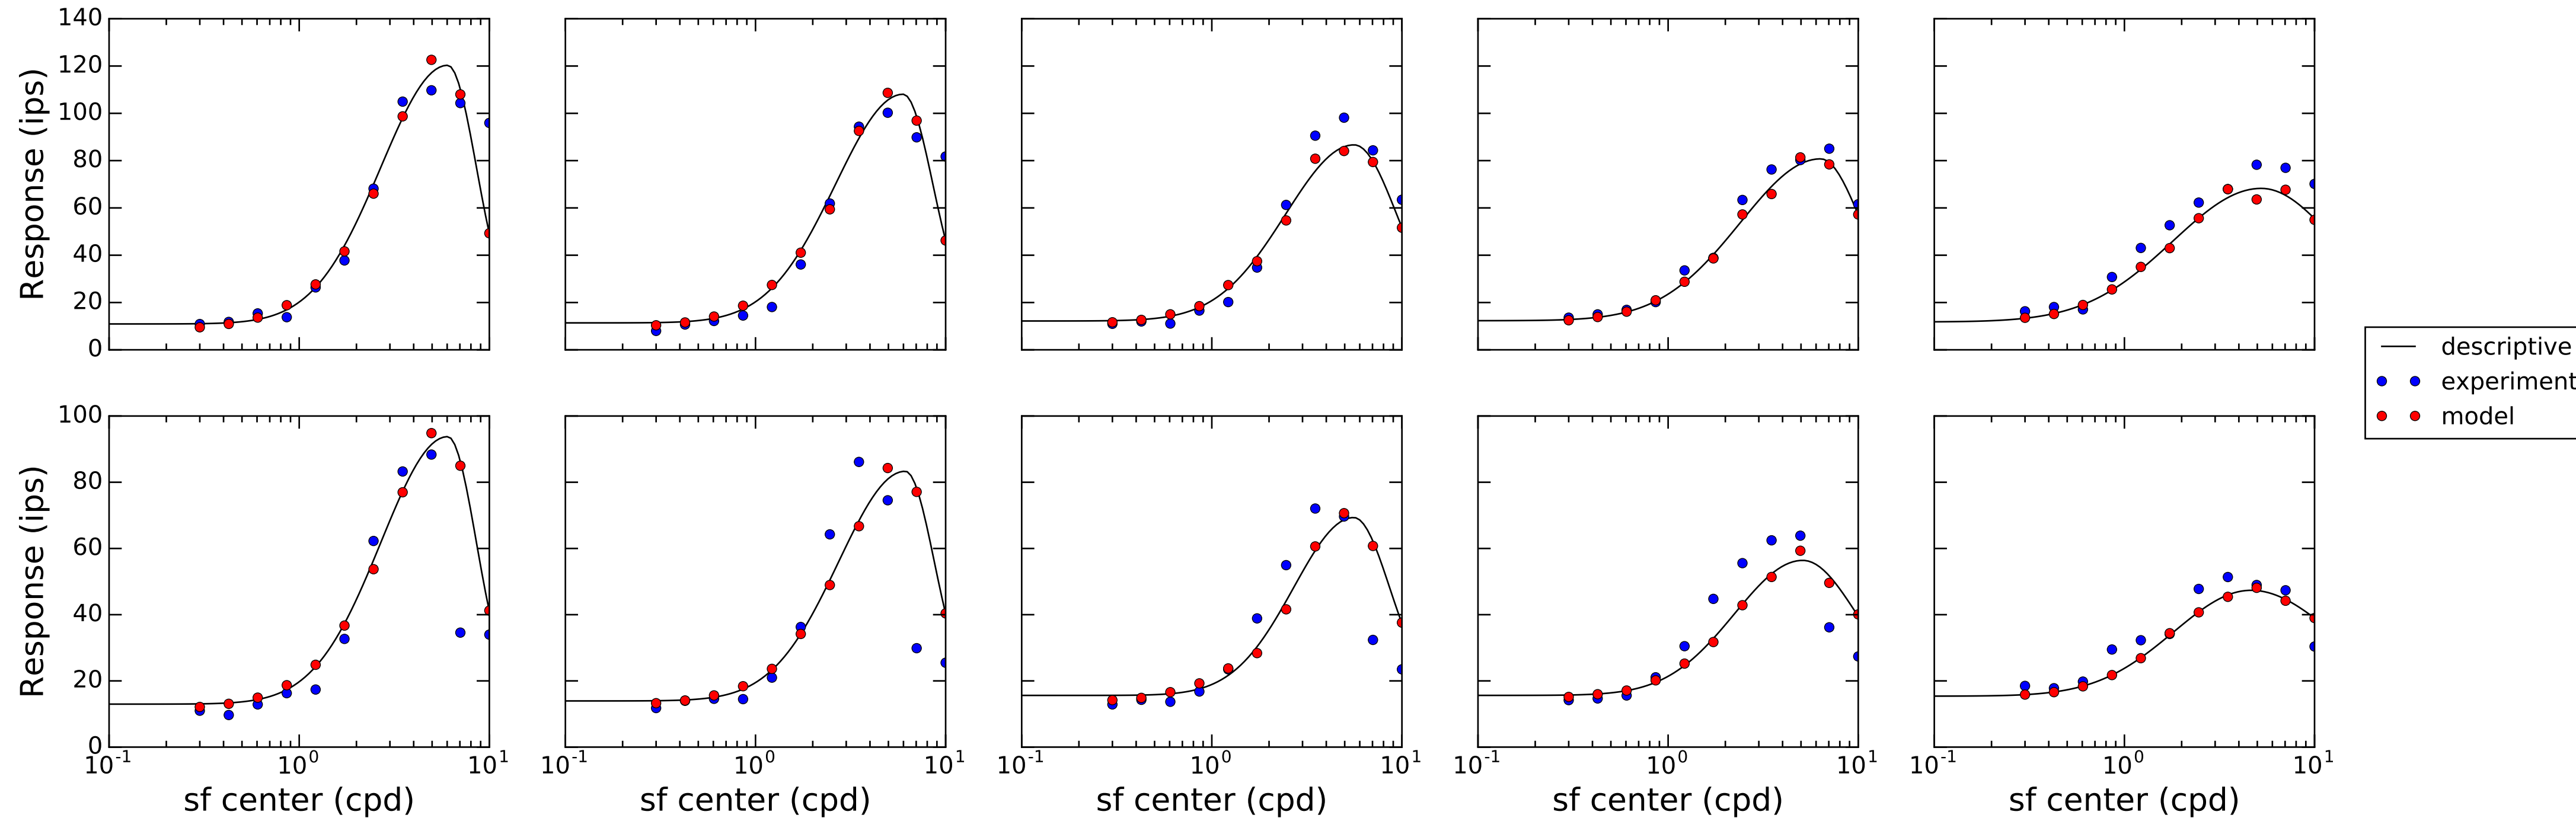 Response (ips)
140
120
100
80
60
40
20
0
Response (ips)
100
80
60
40
20
0
10⁻¹ 10⁰ 10¹
10⁻¹ 10⁰ 10¹
10⁻¹ 10⁰ 10¹
10⁻¹ 10⁰ 10¹
10⁻¹ 10⁰ 10¹
sf center (cpd)
sf center (cpd)
sf center (cpd)
sf center (cpd)
sf center (cpd)
descriptive
experiment
model